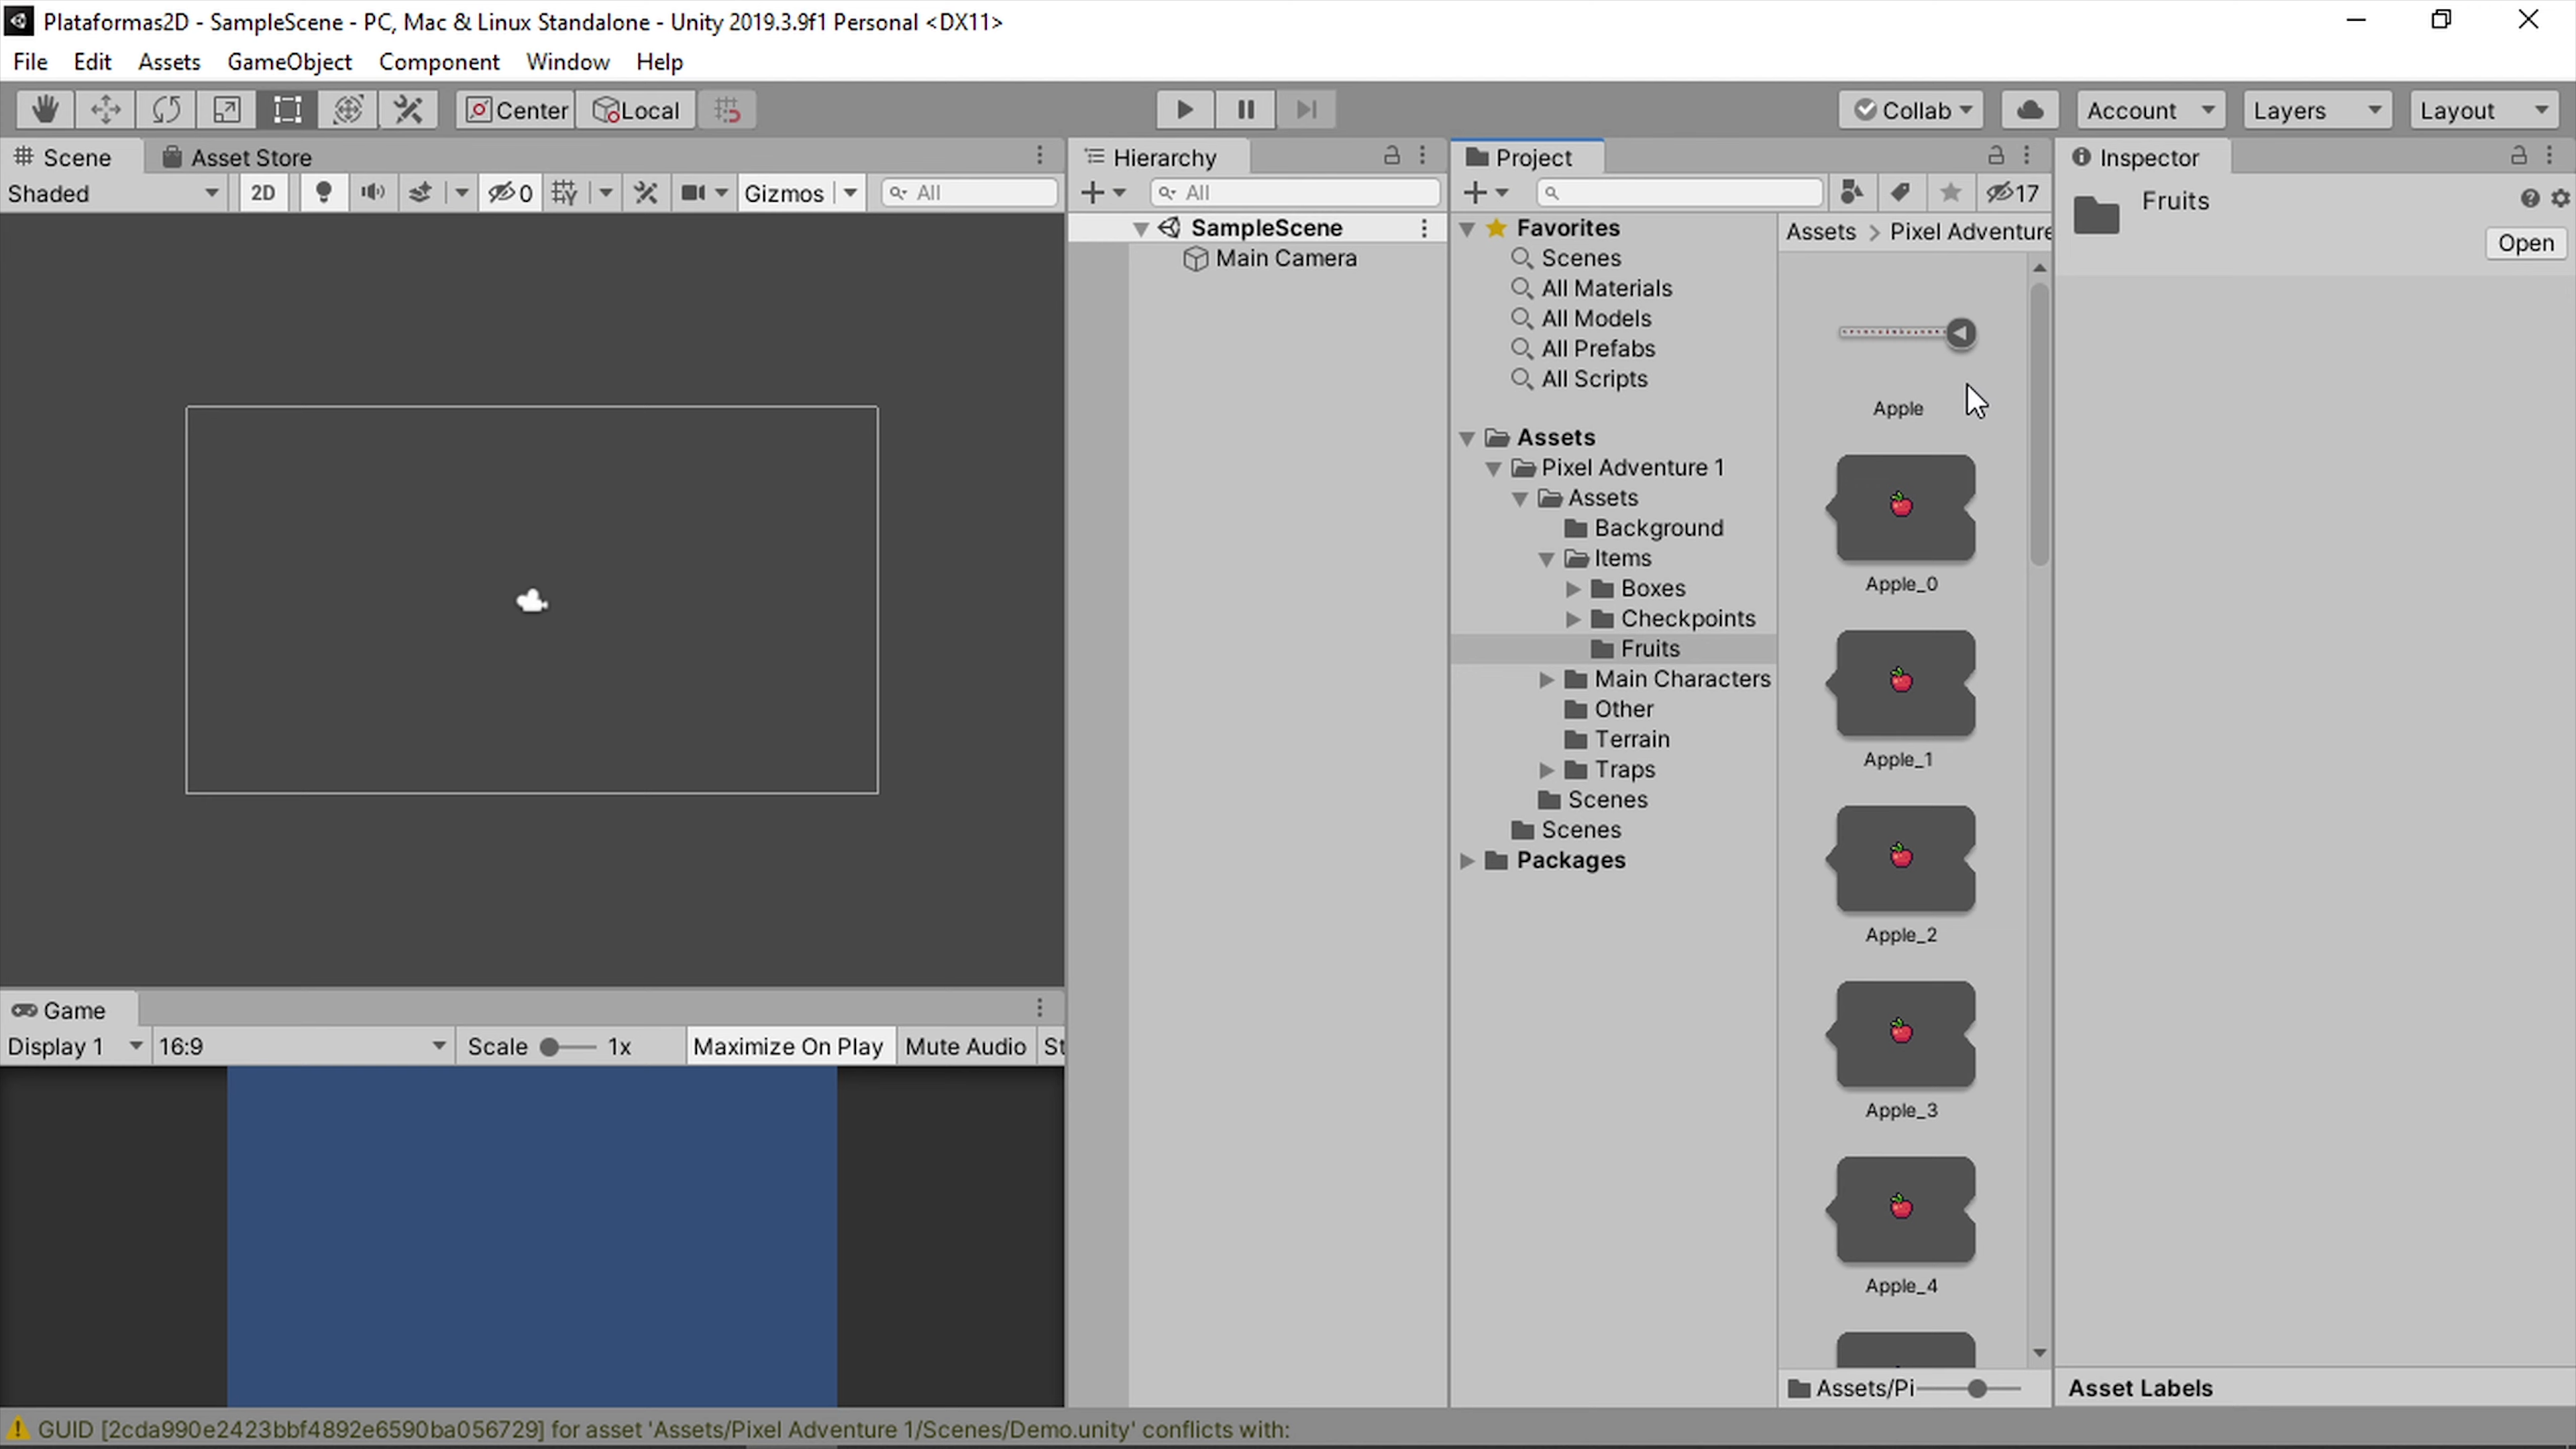 Plataformas2D - SampleScene - PC, Mac & Linux Standalone - Unity 2019.3.9f1 Personal <DX11>
File Edit Assets GameObject Component Window Help
Center Local Collab Account Layers Layout
Scene Asset Store
Shaded 2D 0 Gizmos All
Hierarchy
All
SampleScene
Main Camera
Project
17
Favorites
Scenes
All Materials
All Models
All Prefabs
All Scripts
Assets
Pixel Adventure 1
Assets
Background
Items
Boxes
Checkpoints
Fruits
Main Characters
Other
Terrain
Traps
Scenes
Scenes
Packages
Assets > Pixel Adventure
Apple
Apple_0
Apple_1
Apple_2
Apple_3
Apple_4
Assets/Pi
Inspector
Fruits
Open
Asset Labels
Game
Display 1 16:9 Scale 1x Maximize On Play Mute Audio St
GUID [2cda990e2423bbf4892e6590ba056729] for asset 'Assets/Pixel Adventure 1/Scenes/Demo.unity' conflicts with: